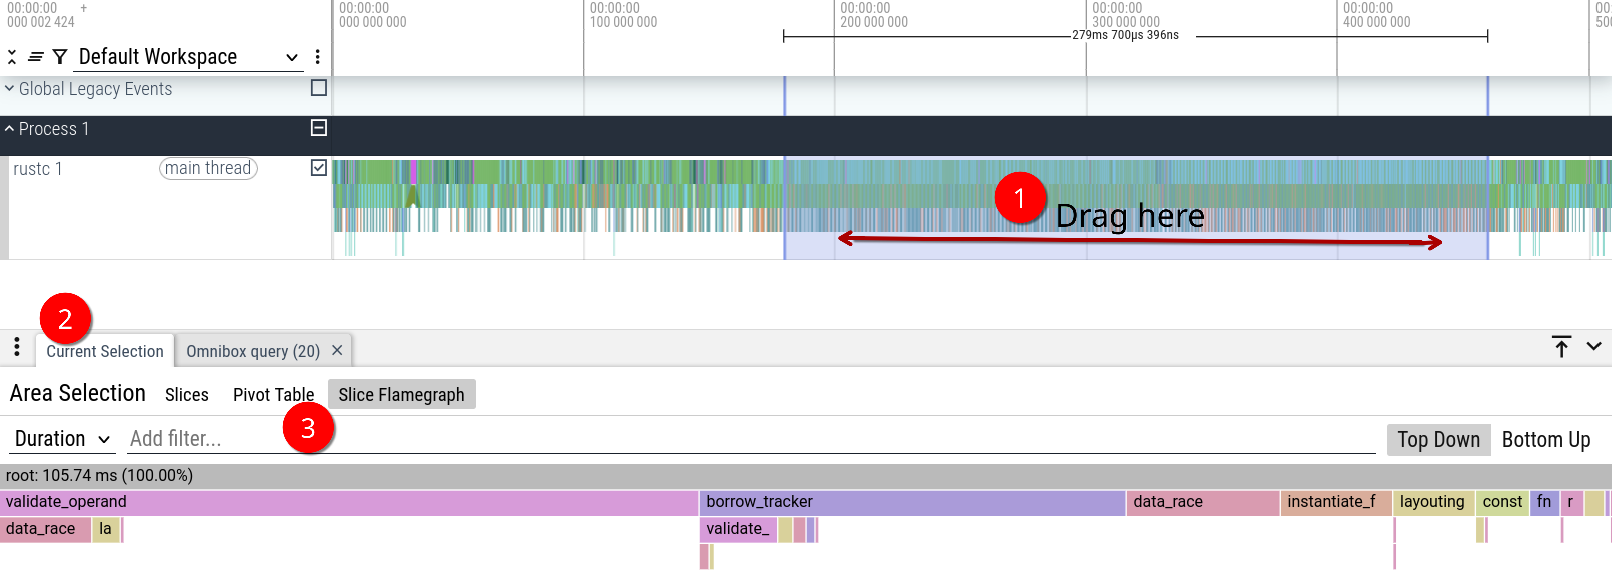 00:00:00 +
000 002 424
00:00:00
000 000 000
00:00:00
100 000 000
00:00:00
200 000 000
00:00:00
300 000 000
00:00:00
400 000 000
00
500
279ms 700µs 396ns
Default Workspace
Global Legacy Events
Process 1
rustc 1
main thread
1
Drag here
2
Current Selection
Omnibox query (20) ×
Area Selection
Slices
Pivot Table
Slice Flamegraph
3
Duration
Add filter...
Top Down
Bottom Up
root: 105.74 ms (100.00%)
validate_operand
borrow_tracker
data_race
instantiate_f
layouting
const
fn
r
data_race
la
validate_